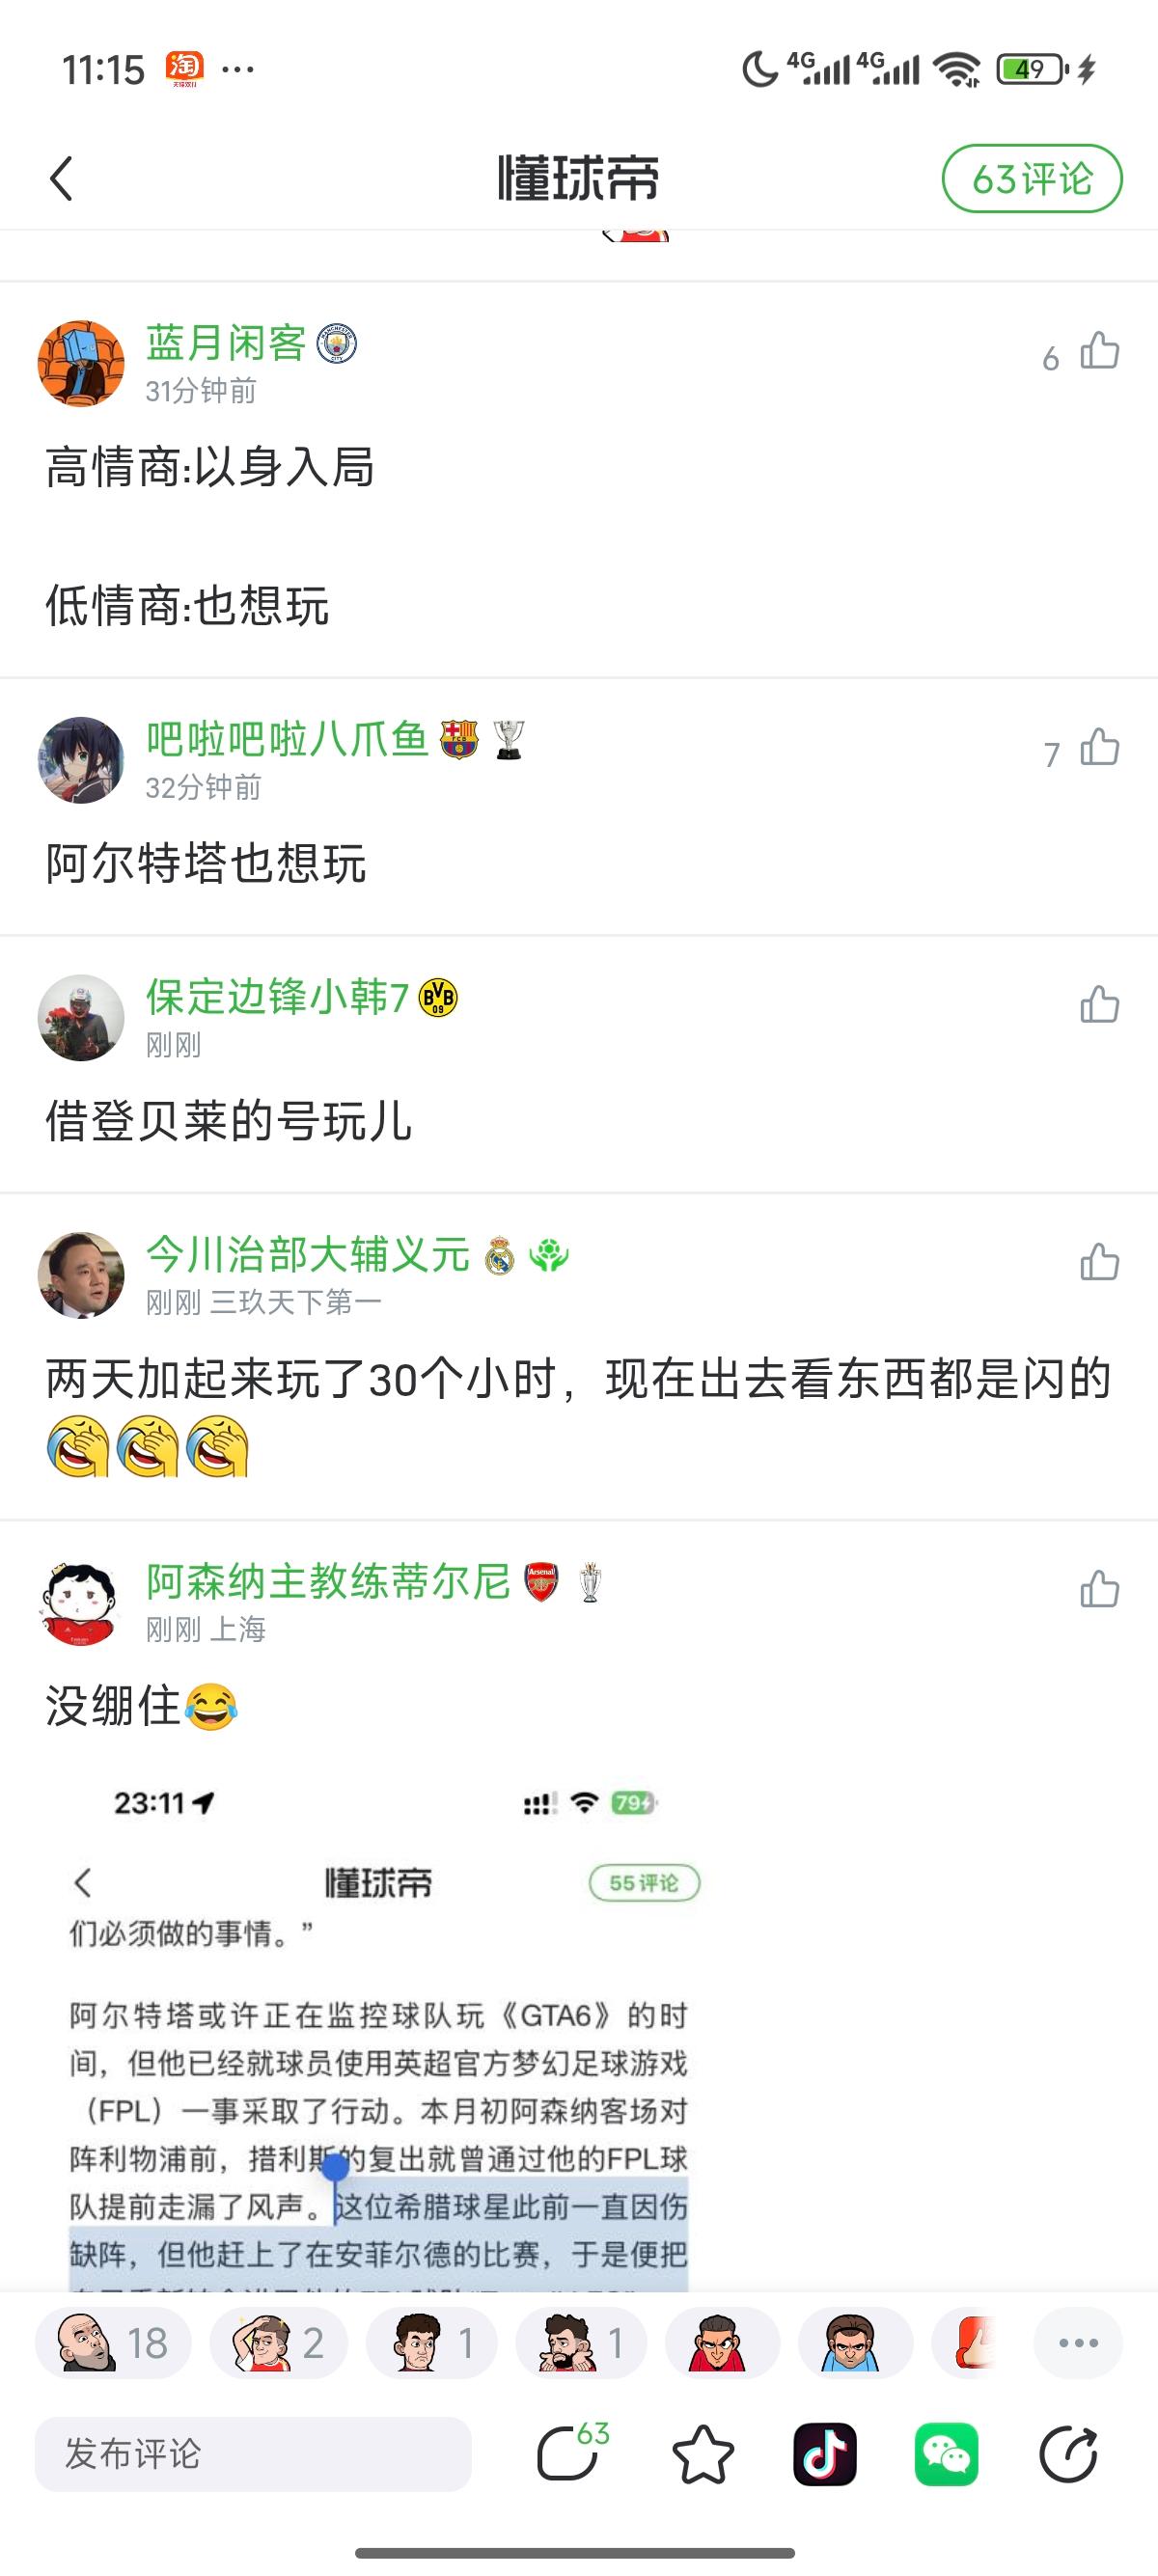 11:15 淘 ... 4G 4G 49
天猫双11
懂球帝 63评论
蓝月闲客
31分钟前
6
高情商:以身入局
低情商:也想玩
吧啦吧啦八爪鱼
32分钟前
7
阿尔特塔也想玩
保定边锋小韩7 BVB 09
刚刚
借登贝莱的号玩儿
今川治部大辅义元
刚刚 三玖天下第一
两天加起来玩了30个小时，现在出去看东西都是闪的
阿森纳主教练蒂尔尼 Arsenal
刚刚 上海
没绷住
23:11 79
懂球帝 55评论
们必须做的事情。”
阿尔特塔或许正在监控球队玩《GTA6》的时
间，但他已经就球员使用英超官方梦幻足球游戏
（FPL）一事采取了行动。本月初阿森纳客场对
阵利物浦前，措利斯的复出就曾通过他的FPL球
队提前走漏了风声。这位希腊球星此前一直因伤
缺阵，但他赶上了在安菲尔德的比赛，于是便把
18 2 1 1 ...
发布评论 63